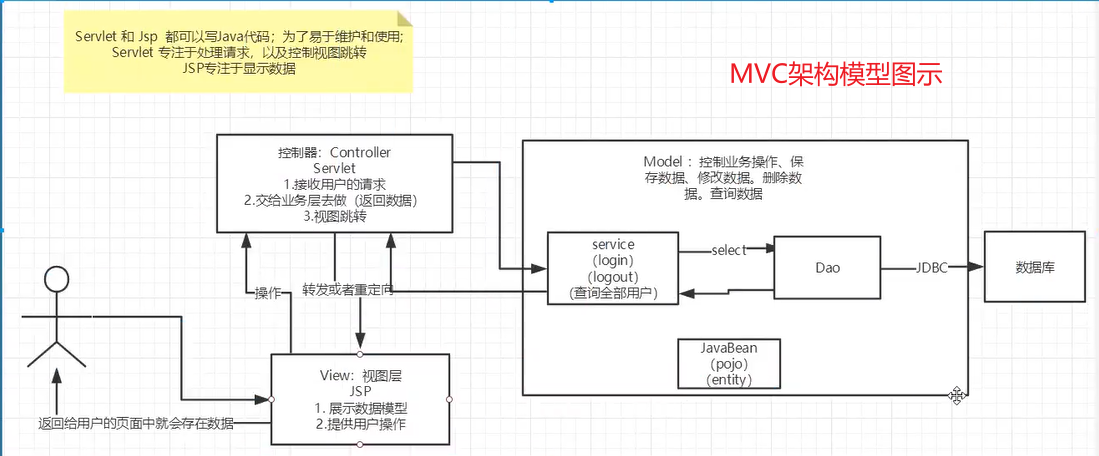 Servlet 和 Jsp 都可以写Java代码；为了易于维护和使用；
Servlet 专注于处理请求，以及控制视图跳转
JSP专注于显示数据
MVC架构模型图示
控制器：Controller
Servlet
1.接收用户的请求
2.交给业务层去做（返回数据）
3.视图跳转
Model ：控制业务操作、保
存数据、修改数据。删除数
据。查询数据
service
(login)
(logout)
(查询全部用户)
select
Dao
JDBC
数据库
操作
转发或者重定向
JavaBean
(pojo)
(entity)
View：视图层
JSP
1. 展示数据模型
2.提供用户操作
返回给用户的页面中就会存在数据